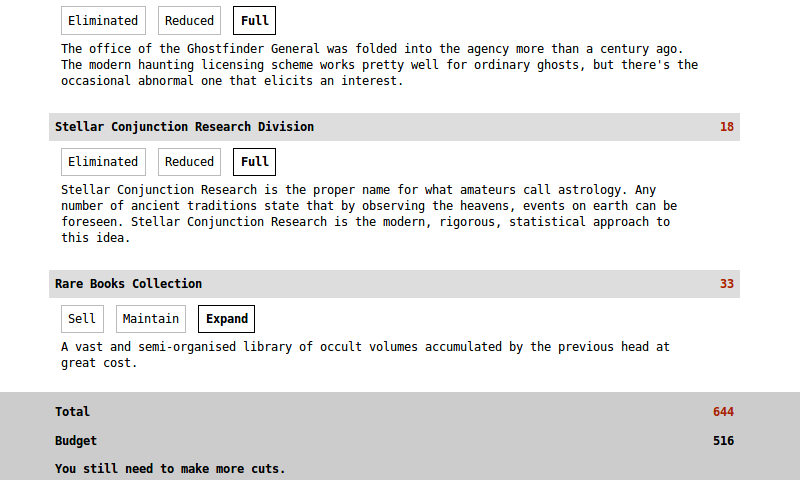 Eliminated Reduced Full
The office of the Ghostfinder General was folded into the agency more than a century ago.
The modern haunting licensing scheme works pretty well for ordinary ghosts, but there's the
occasional abnormal one that elicits an interest.
Stellar Conjunction Research Division 18
Eliminated Reduced Full
Stellar Conjunction Research is the proper name for what amateurs call astrology. Any
number of ancient traditions state that by observing the heavens, events on earth can be
foreseen. Stellar Conjunction Research is the modern, rigorous, statistical approach to
this idea.
Rare Books Collection 33
Sell Maintain Expand
A vast and semi-organised library of occult volumes accumulated by the previous head at
great cost.
Total 644
Budget 516
You still need to make more cuts.